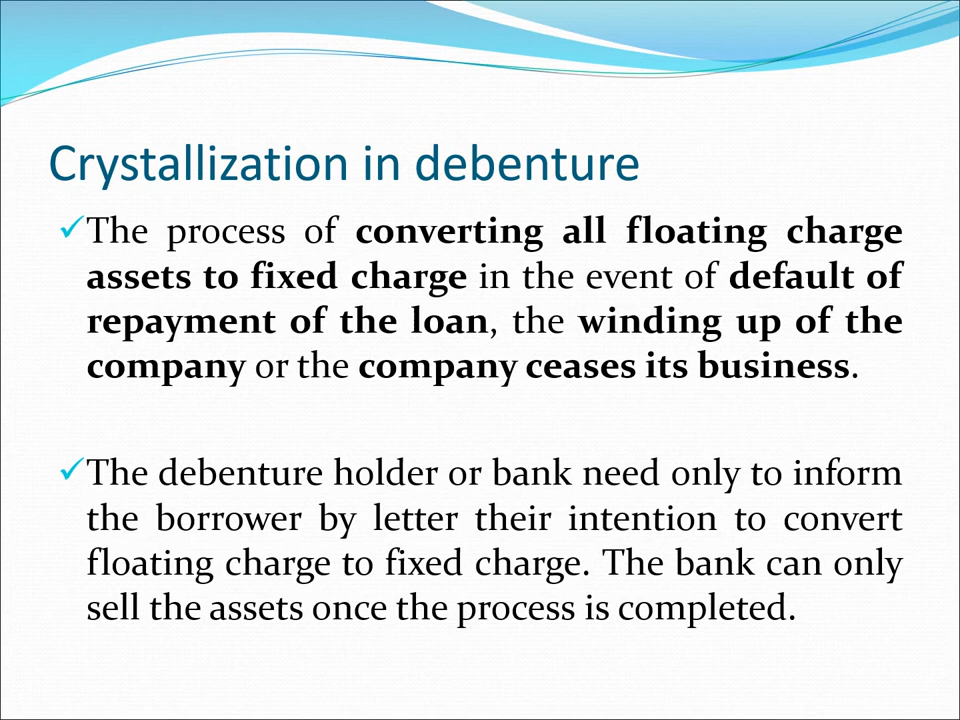 Crystallization in debenture
✓The process of converting all floating charge
assets to fixed charge in the event of default of
repayment of the loan, the winding up of the
company or the company ceases its business.
✓The debenture holder or bank need only to inform
the borrower by letter their intention to convert
floating charge to fixed charge. The bank can only
sell the assets once the process is completed.